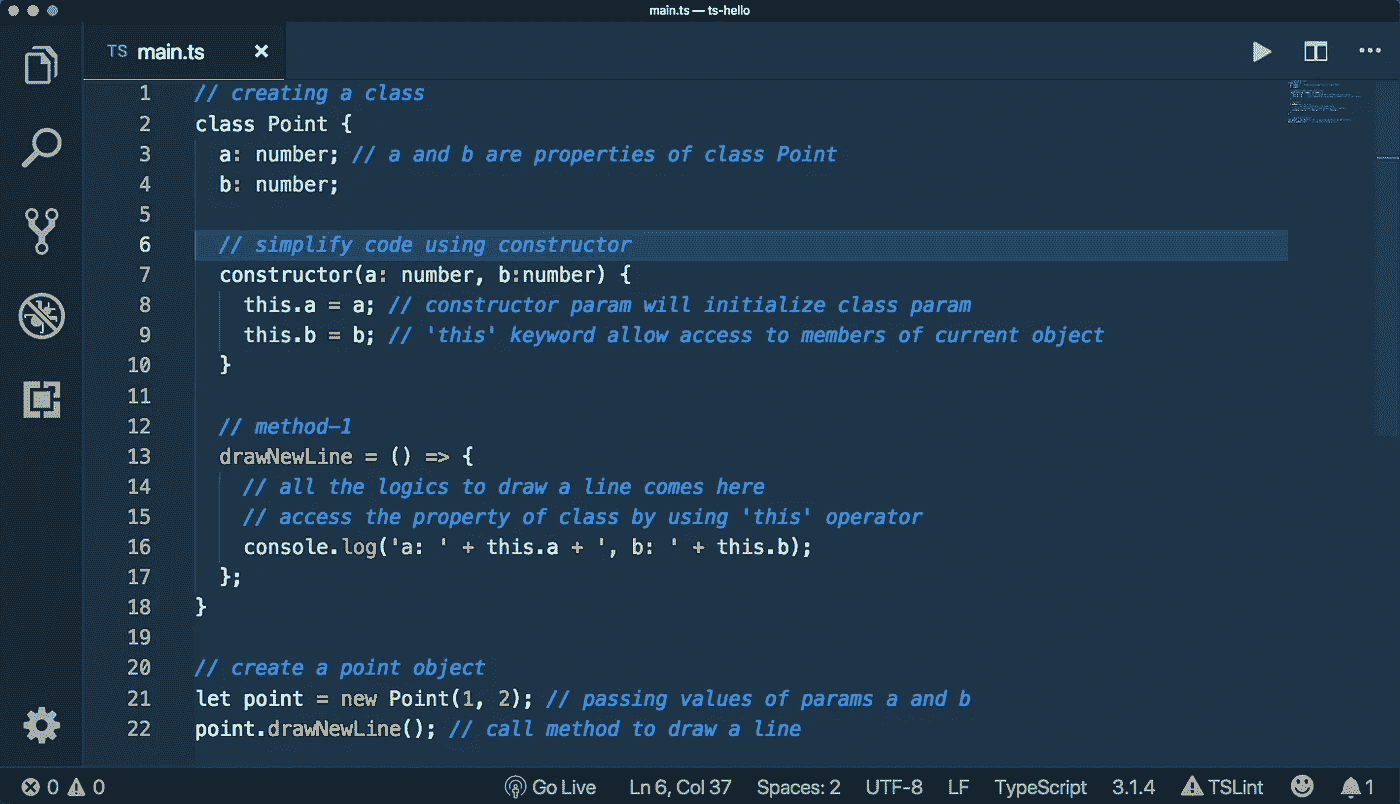 main.ts — ts-hello
TS main.ts ×
1 // creating a class
2 class Point {
3   a: number; // a and b are properties of class Point
4   b: number;
5
6   // simplify code using constructor
7   constructor(a: number, b:number) {
8     this.a = a; // constructor param will initialize class param
9     this.b = b; // 'this' keyword allow access to members of current object
10   }
11
12   // method-1
13   drawNewLine = () => {
14     // all the logics to draw a line comes here
15     // access the property of class by using 'this' operator
16     console.log('a: ' + this.a + ', b: ' + this.b);
17   };
18 }
19
20 // create a point object
21 let point = new Point(1, 2); // passing values of params a and b
22 point.drawNewLine(); // call method to draw a line
0 0 Go Live Ln 6, Col 37 Spaces: 2 UTF-8 LF TypeScript 3.1.4 TSLint 1